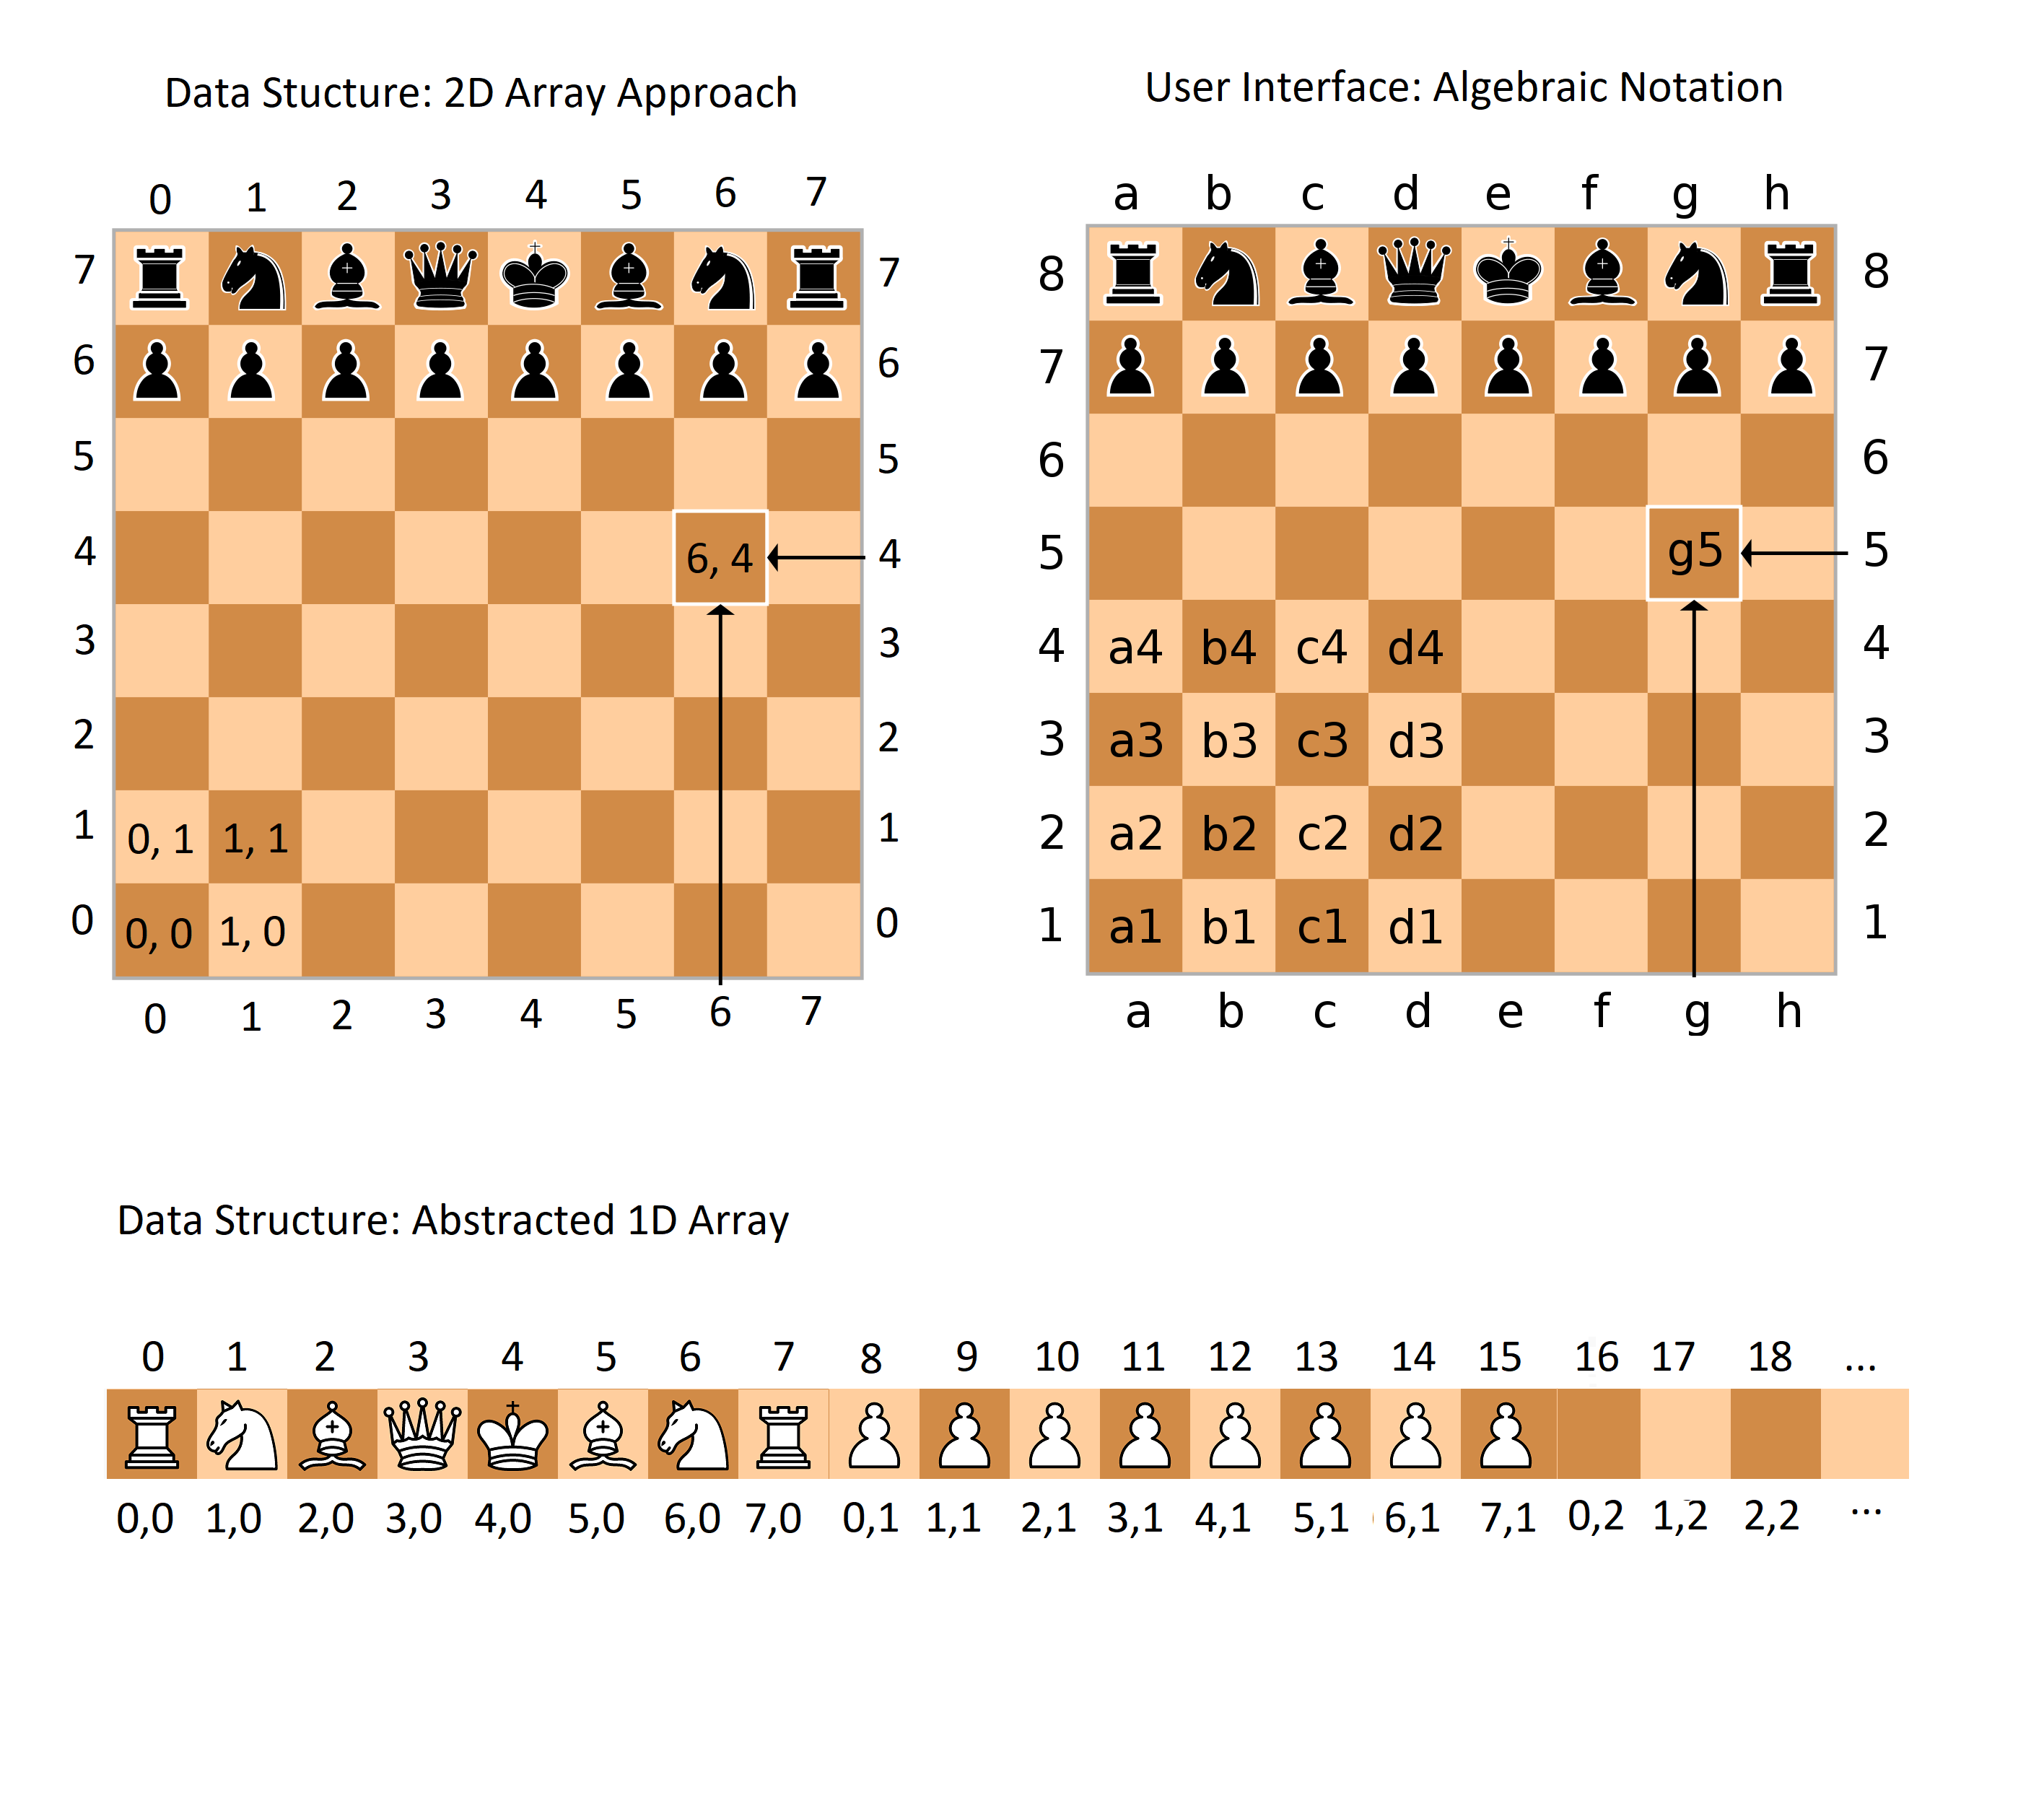 Data Stucture: 2D Array Approach
0 1 2 3 4 5 6 7
7 7
6 6
5 5
4 6, 4 4
3 3
2 2
1 0, 1 1, 1 1
0 0, 0 1, 0 0
0 1 2 3 4 5 6 7
User Interface: Algebraic Notation
a b c d e f g h
8 8
7 7
6 6
5 g5 5
4 a4 b4 c4 d4 4
3 a3 b3 c3 d3 3
2 a2 b2 c2 d2 2
1 a1 b1 c1 d1 1
a b c d e f g h
Data Structure: Abstracted 1D Array
0 1 2 3 4 5 6 7 8 9 10 11 12 13 14 15 16 17 18 ...
0,0 1,0 2,0 3,0 4,0 5,0 6,0 7,0 0,1 1,1 2,1 3,1 4,1 5,1 6,1 7,1 0,2 1,2 2,2 ...